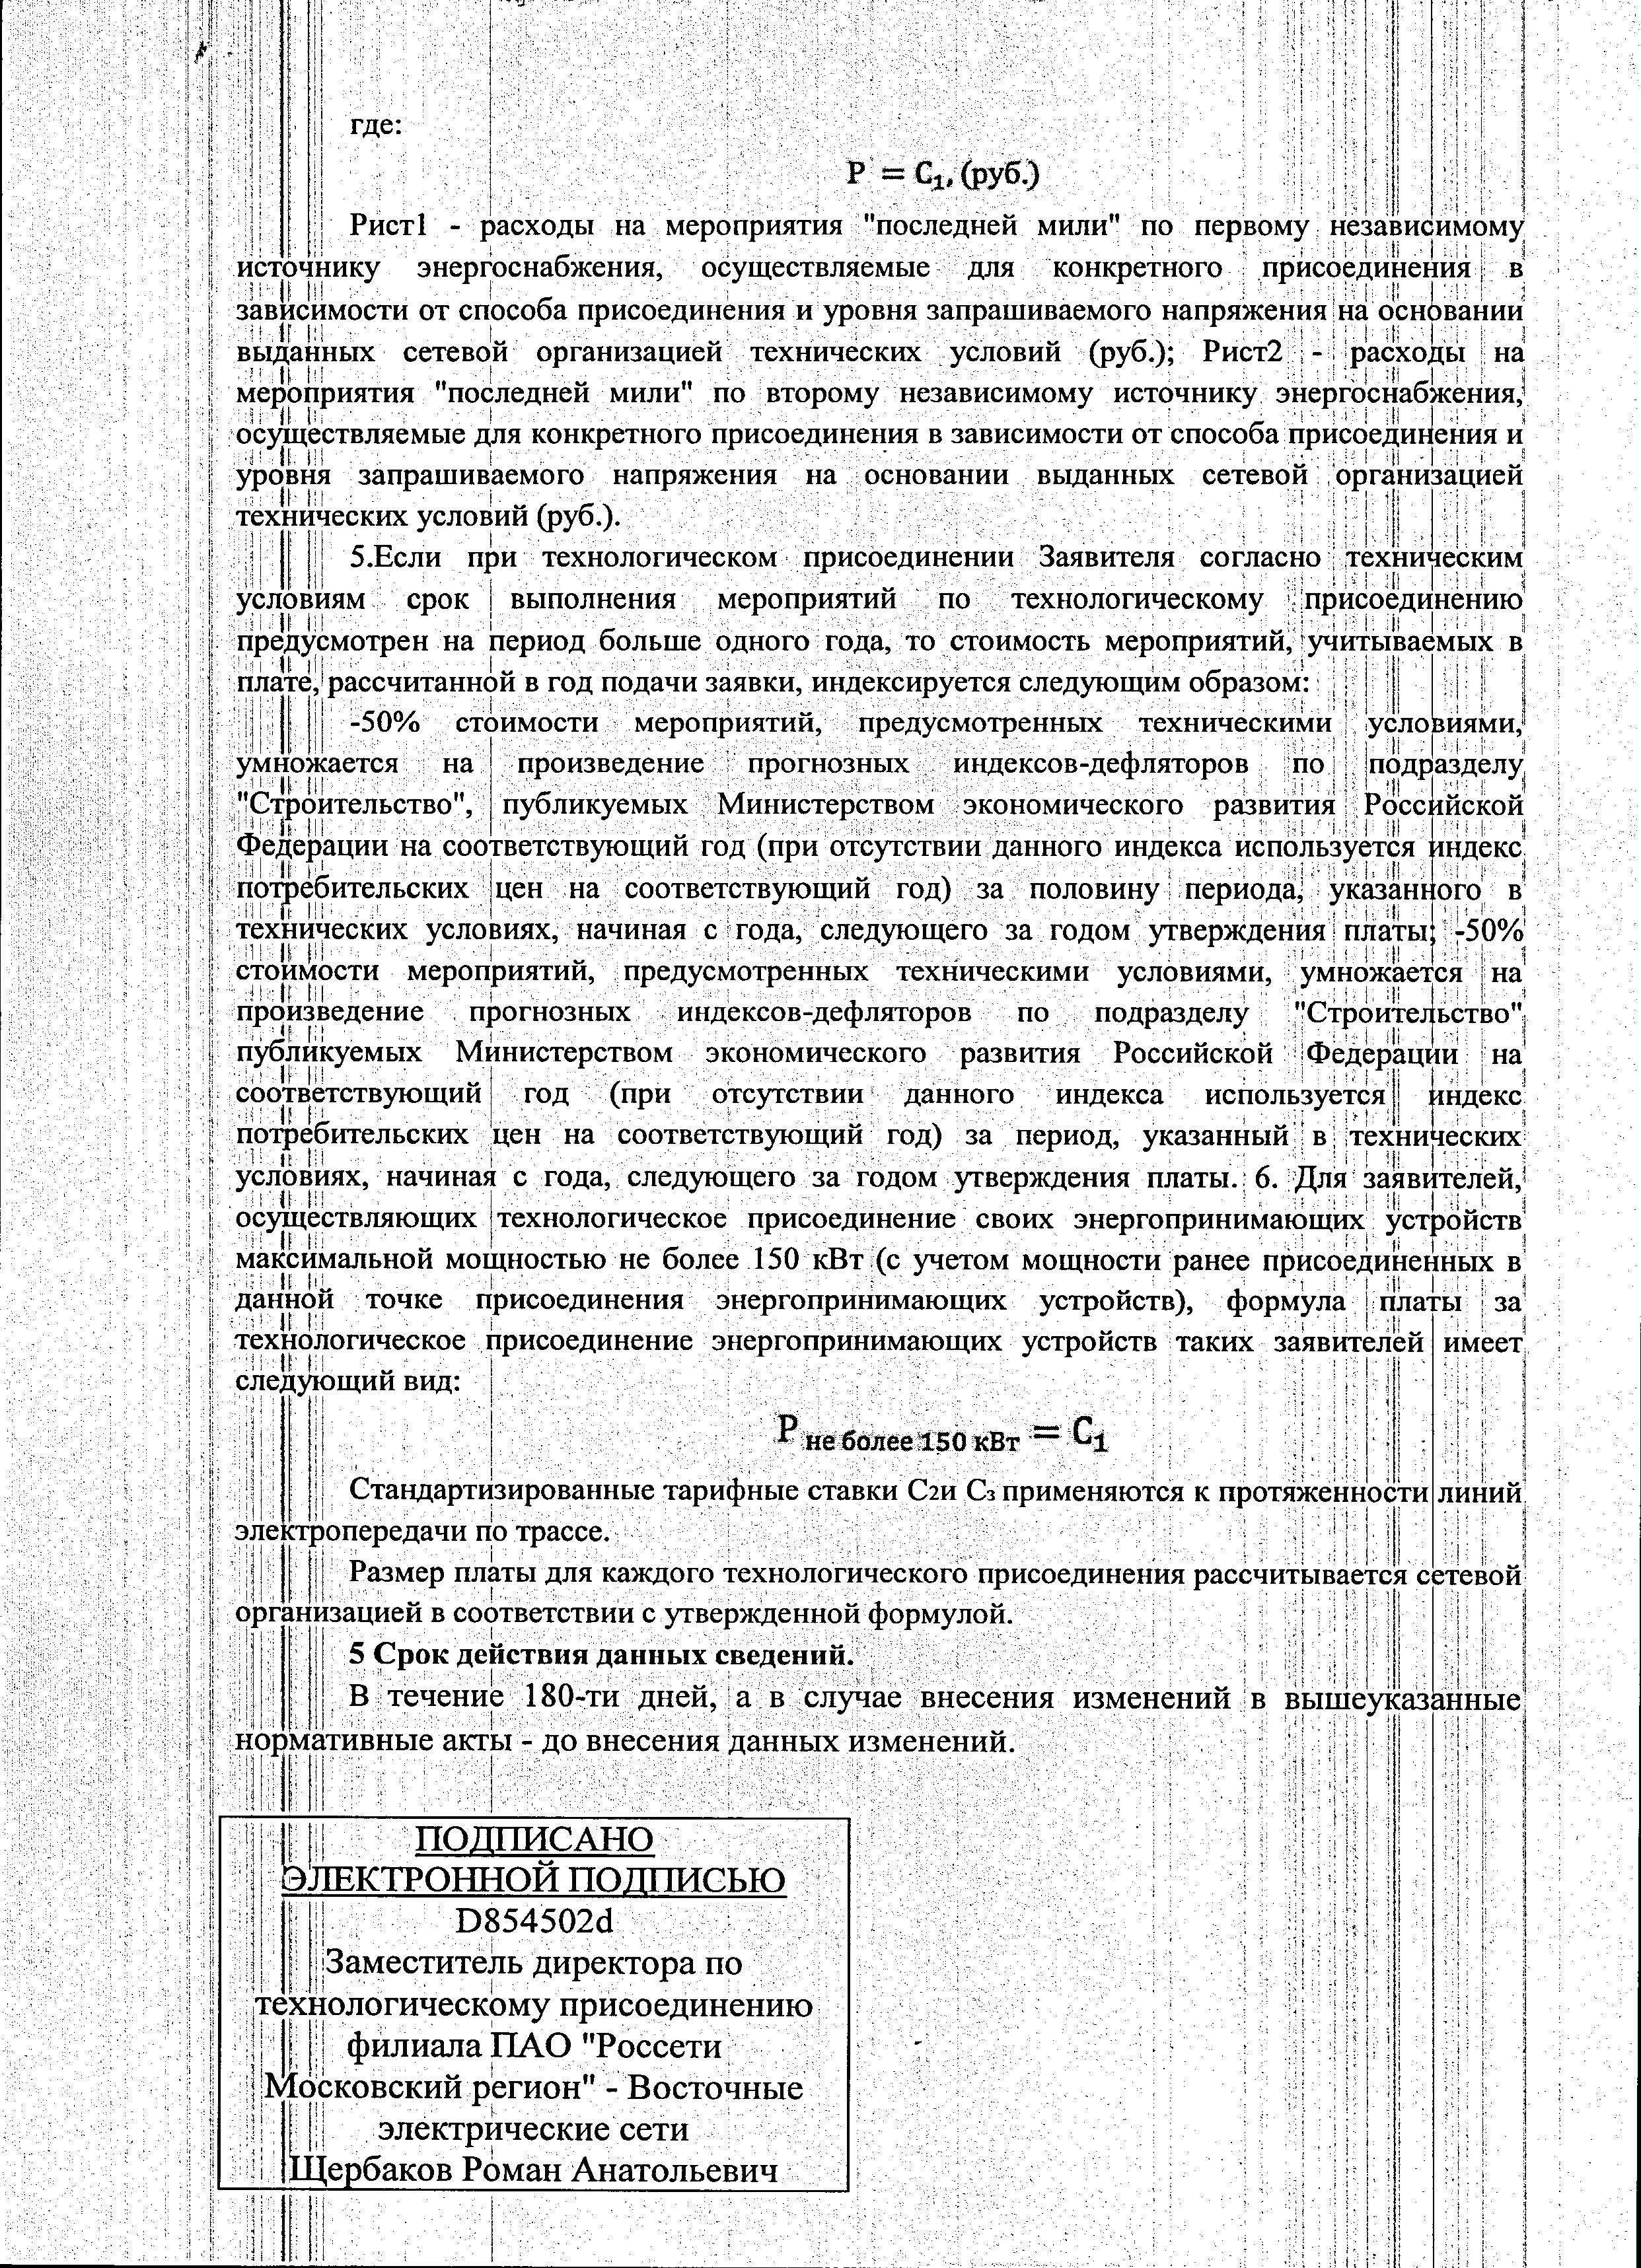 где:
P = C₁, (руб.)
Рист1 - расходы на мероприятия "последней мили" по первому независимому
источнику энергоснабжения, осуществляемые для конкретного присоединения в
зависимости от способа присоединения и уровня запрашиваемого напряжения на основании
выданных сетевой организацией технических условий (руб.); Рист2 - расходы на
мероприятия "последней мили" по второму независимому источнику энергоснабжения,
осуществляемые для конкретного присоединения в зависимости от способа присоединения и
уровня запрашиваемого напряжения на основании выданных сетевой организацией
технических условий (руб.).
5.Если при технологическом присоединении Заявителя согласно техническим
условиям срок выполнения мероприятий по технологическому присоединению
предусмотрен на период больше одного года, то стоимость мероприятий, учитываемых в
плате, рассчитанной в год подачи заявки, индексируется следующим образом:
-50% стоимости мероприятий, предусмотренных техническими условиями,
умножается на произведение прогнозных индексов-дефляторов по подразделу
"Строительство", публикуемых Министерством экономического развития Российской
Федерации на соответствующий год (при отсутствии данного индекса используется индекс
потребительских цен на соответствующий год) за половину периода, указанного в
технических условиях, начиная с года, следующего за годом утверждения платы; -50%
стоимости мероприятий, предусмотренных техническими условиями, умножается на
произведение прогнозных индексов-дефляторов по подразделу "Строительство"
публикуемых Министерством экономического развития Российской Федерации на
соответствующий год (при отсутствии данного индекса используется индекс
потребительских цен на соответствующий год) за период, указанный в технических
условиях, начиная с года, следующего за годом утверждения платы. 6. Для заявителей,
осуществляющих технологическое присоединение своих энергопринимающих устройств
максимальной мощностью не более 150 кВт (с учетом мощности ранее присоединенных в
данной точке присоединения энергопринимающих устройств), формула платы за
технологическое присоединение энергопринимающих устройств таких заявителей имеет
следующий вид:
P не более 150 кВт = C₁
Стандартизированные тарифные ставки С₂и С₃ применяются к протяженности линий
электропередачи по трассе.
Размер платы для каждого технологического присоединения рассчитывается сетевой
организацией в соответствии с утвержденной формулой.
5 Срок действия данных сведений.
В течение 180-ти дней, а в случае внесения изменений в вышеуказанные
нормативные акты - до внесения данных изменений.
ПОДПИСАНО
ЭЛЕКТРОННОЙ ПОДПИСЬЮ
D854502d
Заместитель директора по
технологическому присоединению
филиала ПАО "Россети
Московский регион" - Восточные
электрические сети
Щербаков Роман Анатольевич